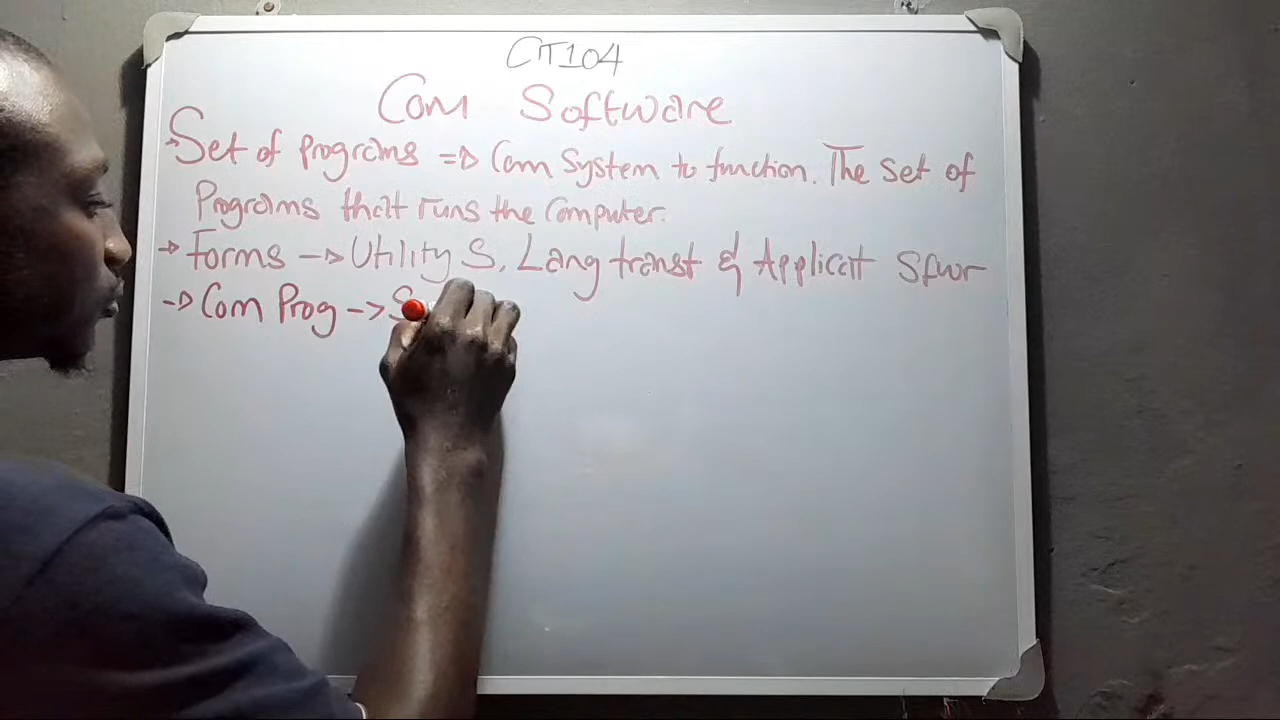 CIT104
Com Software
→ Set of programs => Com System to function. The set of
Programs that runs the Computer.
→ Forms → Utility S, Lang transt & Applicat Sfwr
→ Com Prog → S